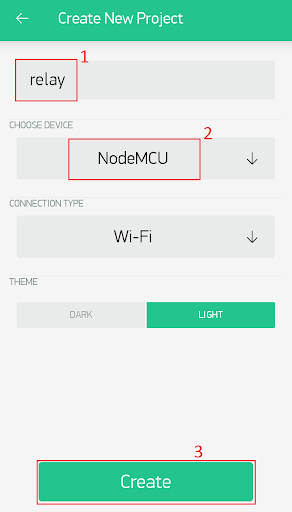 Create New Project
1
relay
CHOOSE DEVICE
2
NodeMCU
CONNECTION TYPE
Wi-Fi
THEME
DARK LIGHT
3
Create